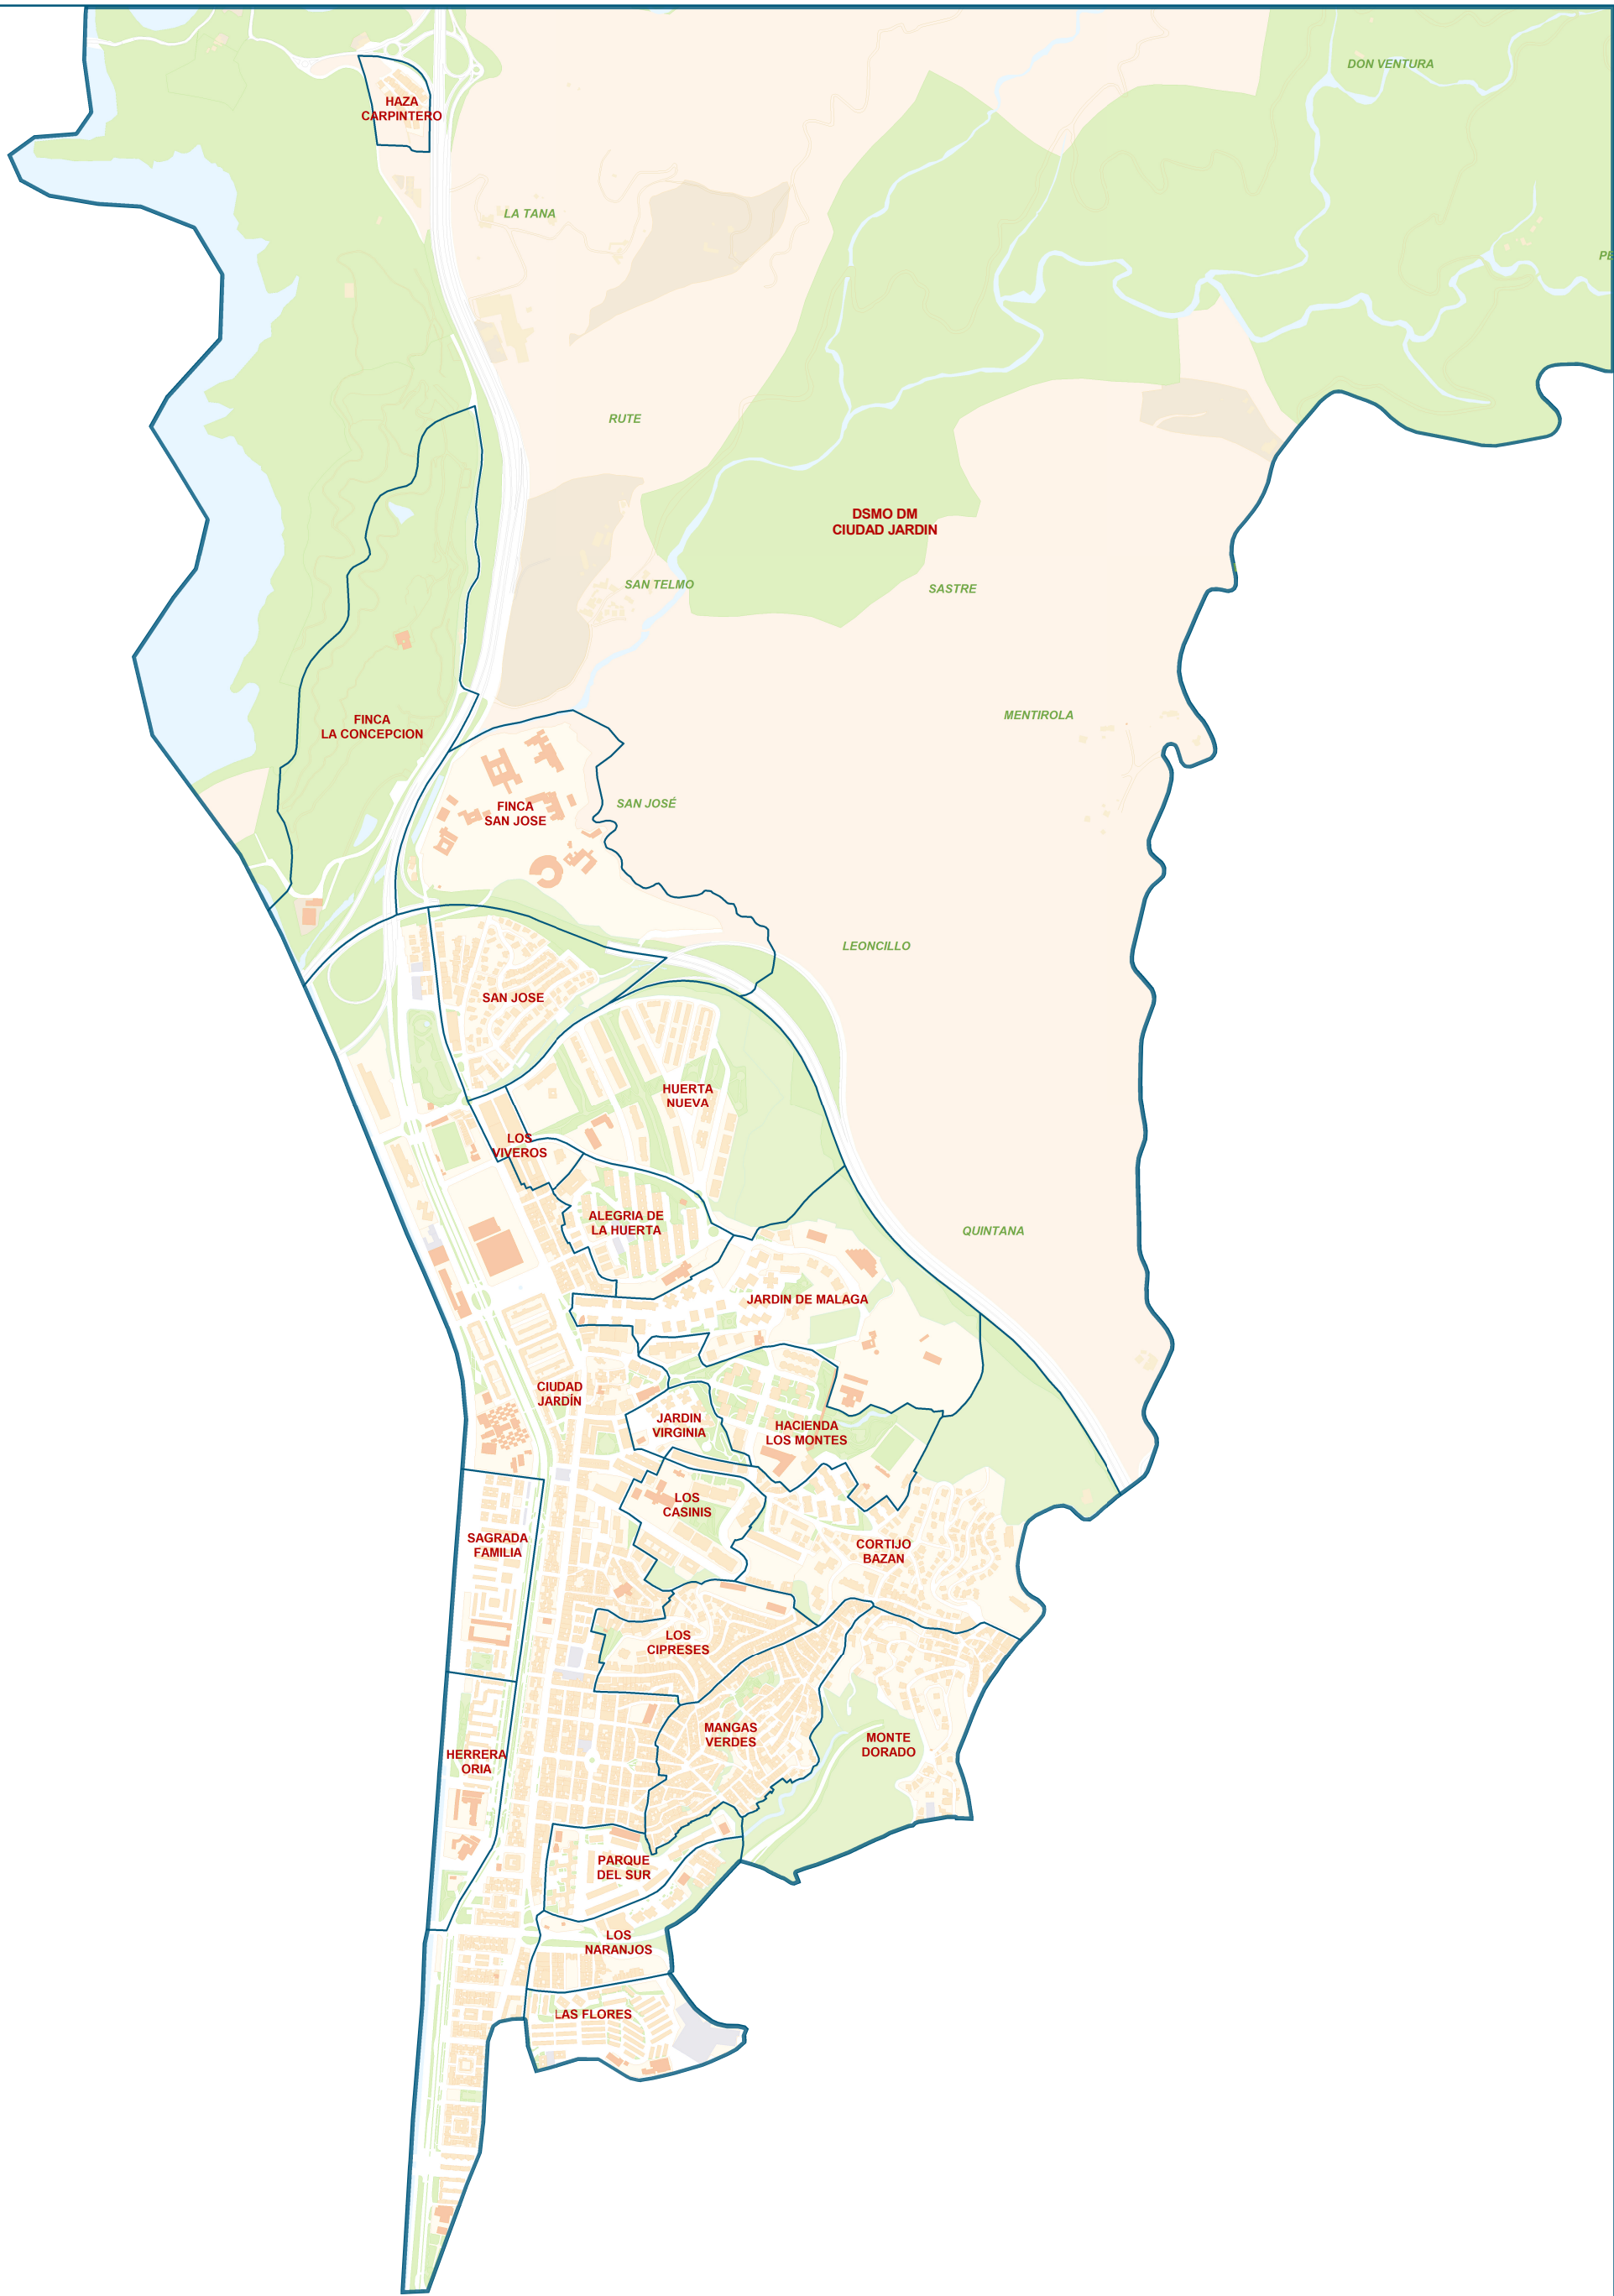 DON VENTURA
HAZA
CARPINTERO
LA TANA
PE
RUTE
DSMO DM
CIUDAD JARDIN
SAN TELMO
SASTRE
MENTIROLA
FINCA
LA CONCEPCION
FINCA
SAN JOSE
SAN JOSÉ
LEONCILLO
SAN JOSE
HUERTA
NUEVA
LOS
VIVEROS
ALEGRIA DE
LA HUERTA
QUINTANA
JARDIN DE MALAGA
CIUDAD
JARDÍN
JARDIN
VIRGINIA
HACIENDA
LOS MONTES
LOS
CASINIS
SAGRADA
FAMILIA
CORTIJO
BAZAN
LOS
CIPRESES
MANGAS
VERDES
MONTE
DORADO
HERRERA
ORIA
PARQUE
DEL SUR
LOS
NARANJOS
LAS FLORES